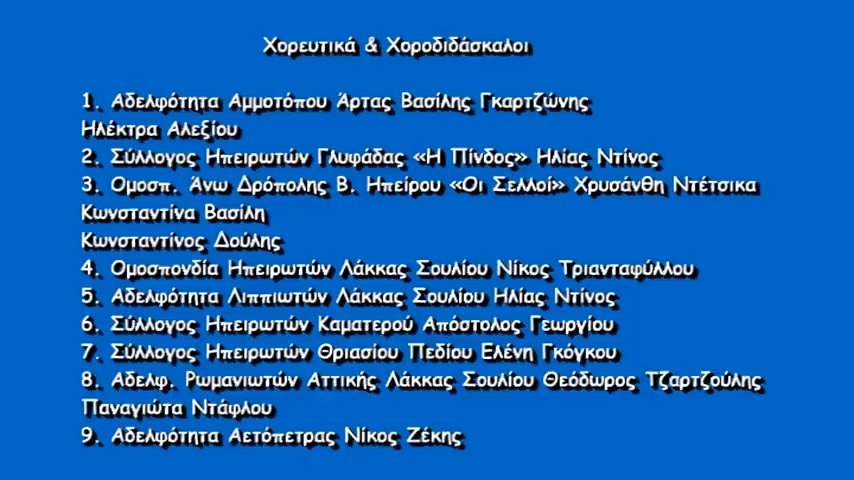 Χορευτικά & Χοροδιδάσκαλοι
1. Αδελφότητα Αμμοτόπου Άρτας Βασίλης Γκαρτζώνης
Ηλέκτρα Αλεξίου
2. Σύλλογος Ηπειρωτών Γλυφάδας «Η Πίνδος» Ηλίας Ντίνος
3. Ομοσπ. Άνω Δρόπολης Β. Ηπείρου «Οι Σελλοί» Χρυσάνθη Ντέτσικα
Κωνσταντίνα Βασίλη
Κωνσταντίνος Δούλης
4. Ομοσπονδία Ηπειρωτών Λάκκας Σουλίου Νίκος Τριανταφύλλου
5. Αδελφότητα Λιππιωτών Λάκκας Σουλίου Ηλίας Ντίνος
6. Σύλλογος Ηπειρωτών Καματερού Απόστολος Γεωργίου
7. Σύλλογος Ηπειρωτών Θριασίου Πεδίου Ελένη Γκόγκου
8. Αδελφ. Ρωμανιωτών Αττικής Λάκκας Σουλίου Θεόδωρος Τζαρτζούλης
Παναγιώτα Ντάφλου
9. Αδελφότητα Αετόπετρας Νίκος Ζέκης